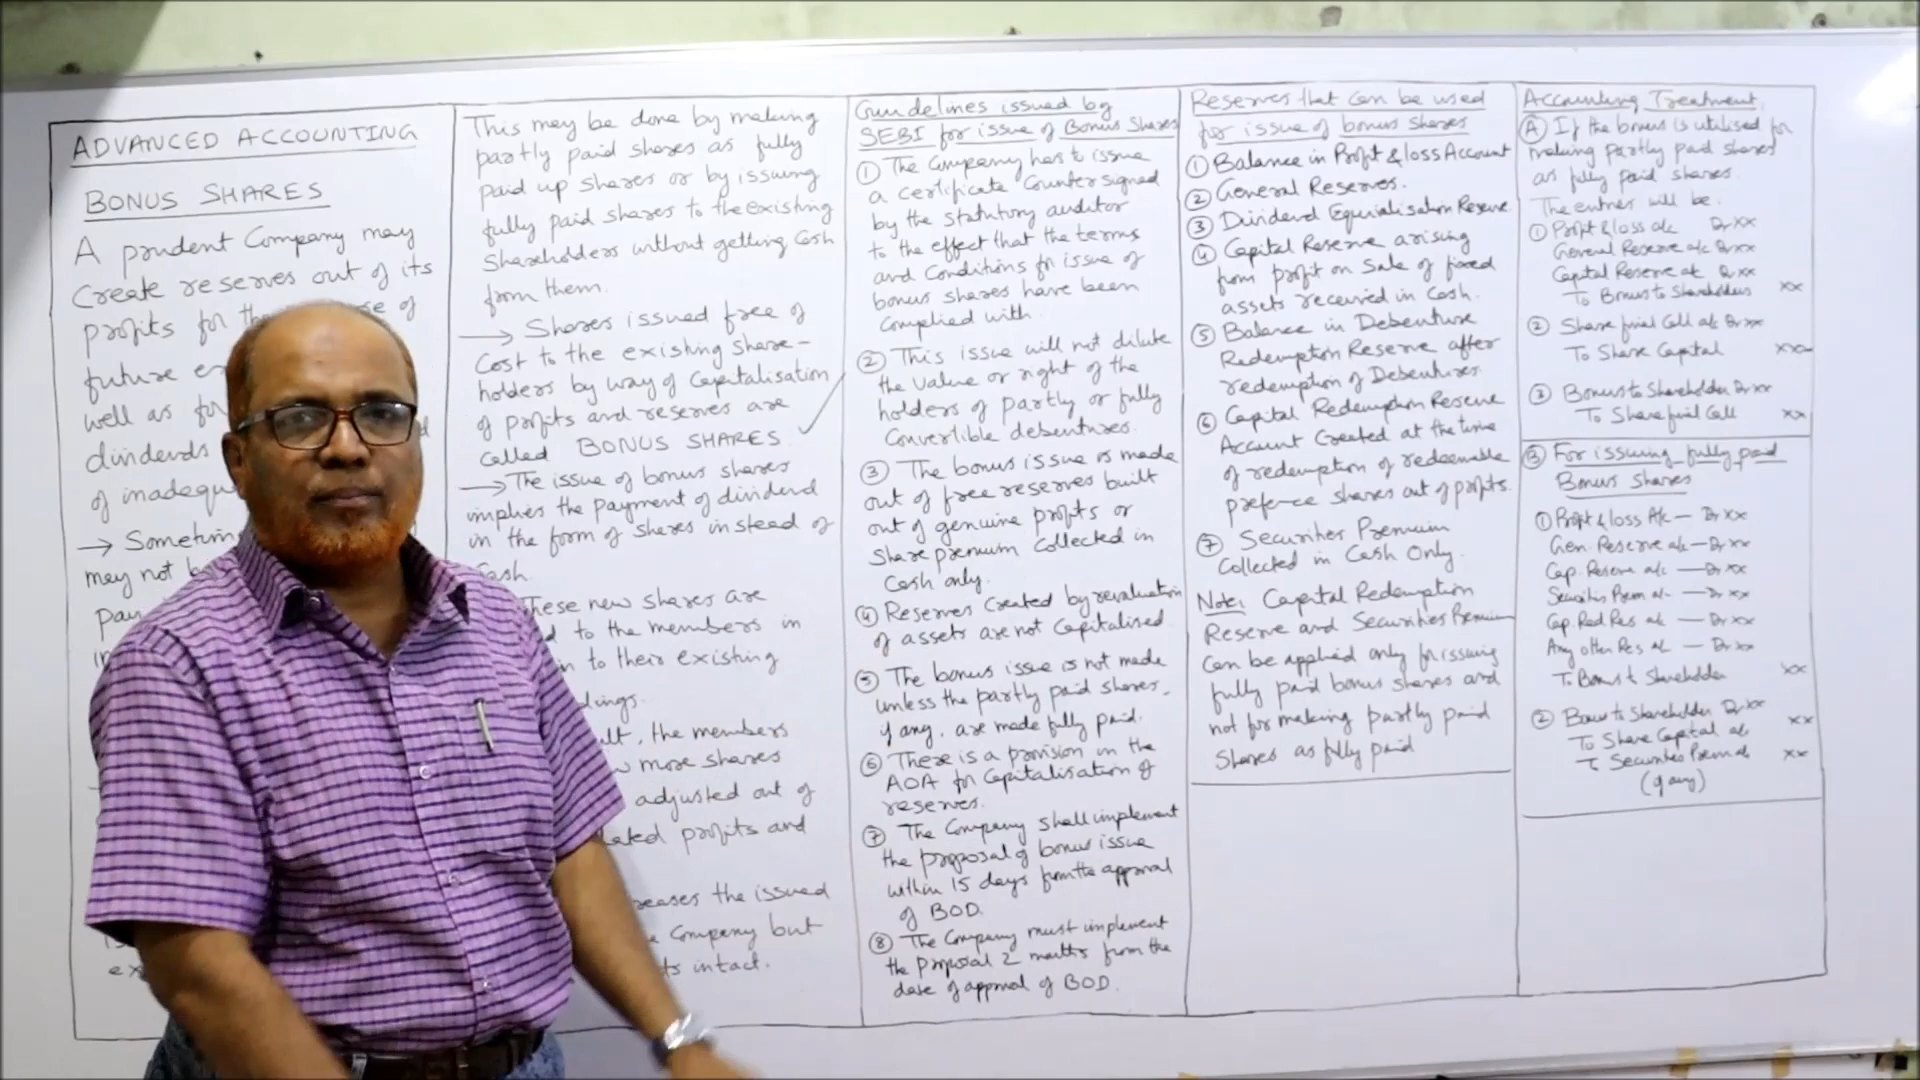 ADVANCED ACCOUNTING
BONUS SHARES
A prudent Company may
Create reserves out of its
profits for the
future
well as for
dividends
of inadequ
→ Sometim
may not b
This may be done by making
partly paid shares as fully
paid up shares or by issuing
fully paid shares to the existing
Shareholders without getting Cash
from them.
→ Shares issued free of
Cost to the existing Share-
holders by way of Capitalisation
of profits and reserves are
called BONUS SHARES.
→ The issue of bonus shares
implies the payment of dividend
in the form of shares instead of
Cash.
These new shares are
to the members in
to their existing
dings.
lt, the members
more shares
adjusted out of
profits and
reases the issued
Company but
intact.
Guidelines issued by
SEBI for issue of Bonus Shares
① The Company has to issue
a certificate Counter signed
by the statutory auditor
to the effect that the terms
and Conditions for issue of
bonus shares have been
Complied with.
② This issue will not dilute
the value or right of the
holders of partly or fully
Convertible debentures.
③ The bonus issue is made
out of free reserves built
out of genuine profits or
Share premium Collected in
Cash only.
④ Reserves Created by revaluation
of assets are not Capitalised.
⑤ The bonus issue is not made
unless the partly paid shares,
if any, are made fully paid.
⑥ There is a provision in the
AOA for Capitalisation of
reserves.
⑦ The Company shall implement
the proposal of bonus issue
within 15 days from the approval
of BOD.
⑧ The Company must implement
the proposal 2 months from the
date of approval of BOD.
Reserves that Can be used
for issue of bonus shares
① Balance in Profit & loss Account
② General Reserves.
③ Dividend Equialisation Reserve
④ Capital Reserve arising
from profit on Sale of fixed
assets received in Cash.
⑤ Balance in Debenture
Redemption Reserve after
redemption of Debentures.
⑥ Capital Redemption Reserve
Account Created at the time
of redemption of redeemable
prefence shares out of profits.
⑦ Securities Premium
Collected in Cash Only.
Note: Capital Redemption
Reserve and Securities Premium
Can be applied only for issuing
fully paid bonus shares and
not for making partly paid
Shares as fully paid
Accounting Treatment
Ⓐ If the bonus is utilised for
making partly paid shares
as fully paid shares.
The entries will be.
① Profit & loss a/c Dr xx
General Reserve a/c Dr xx
Capital Reserve a/c Dr xx
To Bonus to Shareholders xx
② Share final Call a/c Dr xx
To Share Capital xxx
③ Bonus to Shareholder Dr xx
To Share final Call xx
Ⓑ For issuing fully paid
Bonus Shares
① Profit & loss A/c — Dr xx
Gen. Reserve a/c — Dr xx
Cap. Reserve a/c — Dr xx
Securities Prem a/c — Dr xx
Cap. Red Res a/c — Dr xx
Any other Res a/c — Dr xx
To Bonus to Shareholder xx
② Bonus to Shareholder Dr xx
To Share Capital a/c xx
To Securities Prem a/c xx
(if any)